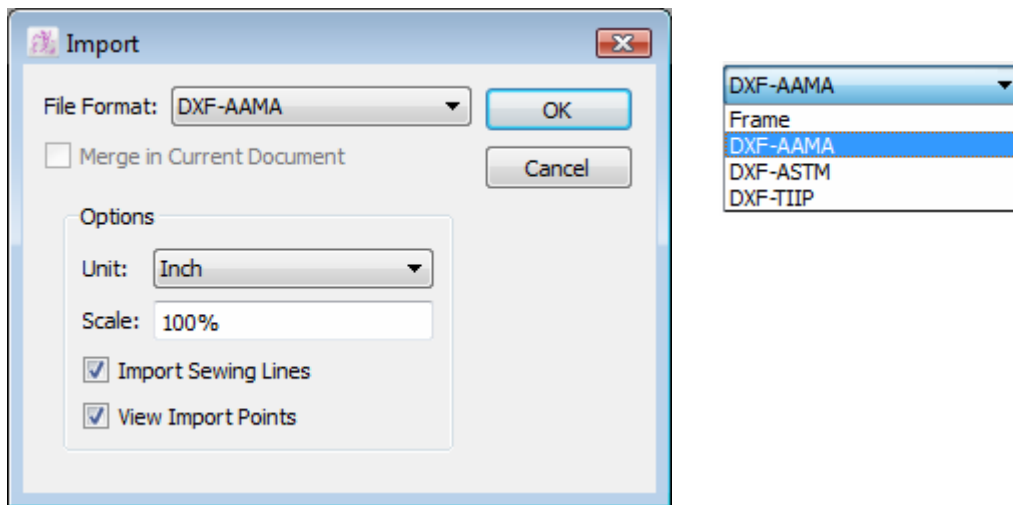 Import
File Format: DXF-AAMA
OK
Merge in Current Document
Cancel
Options
Unit: Inch
Scale: 100%
Import Sewing Lines
View Import Points
DXF-AAMA
Frame
DXF-AAMA
DXF-ASTM
DXF-TIIP